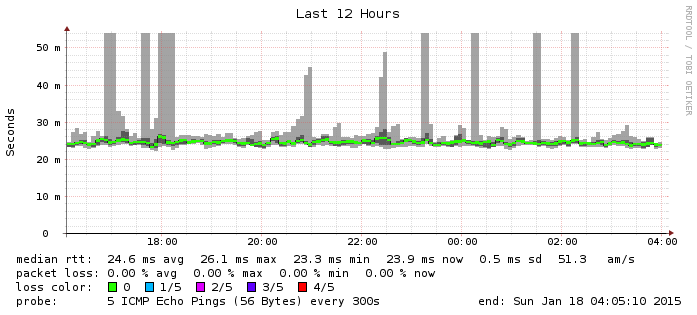 Last 12 Hours
RRDTOOL / TOBI OETIKER
Seconds
50 m
40 m
30 m
20 m
10 m
0
18:00 20:00 22:00 00:00 02:00 04:00
median rtt: 24.6 ms avg 26.1 ms max 23.3 ms min 23.9 ms now 0.5 ms sd 51.3 am/s
packet loss: 0.00 % avg 0.00 % max 0.00 % min 0.00 % now
loss color: 0 1/5 2/5 3/5 4/5
probe: 5 ICMP Echo Pings (56 Bytes) every 300s end: Sun Jan 18 04:05:10 2015